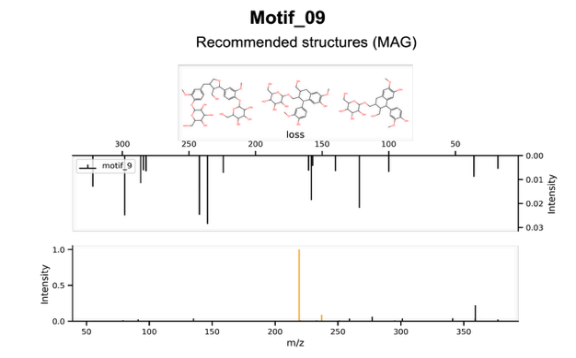 Motif_09
Recommended structures (MAG)
loss
300 250 200 150 100 50
motif_9
0.00
0.01
0.02
0.03
Intensity
1.0
0.5
0.0
Intensity
50 100 150 200 250 300 350
m/z